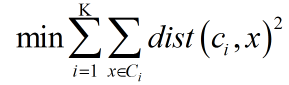 min ∑_{i=1}^{K} ∑_{x∈C_i} dist(c_i, x)^2